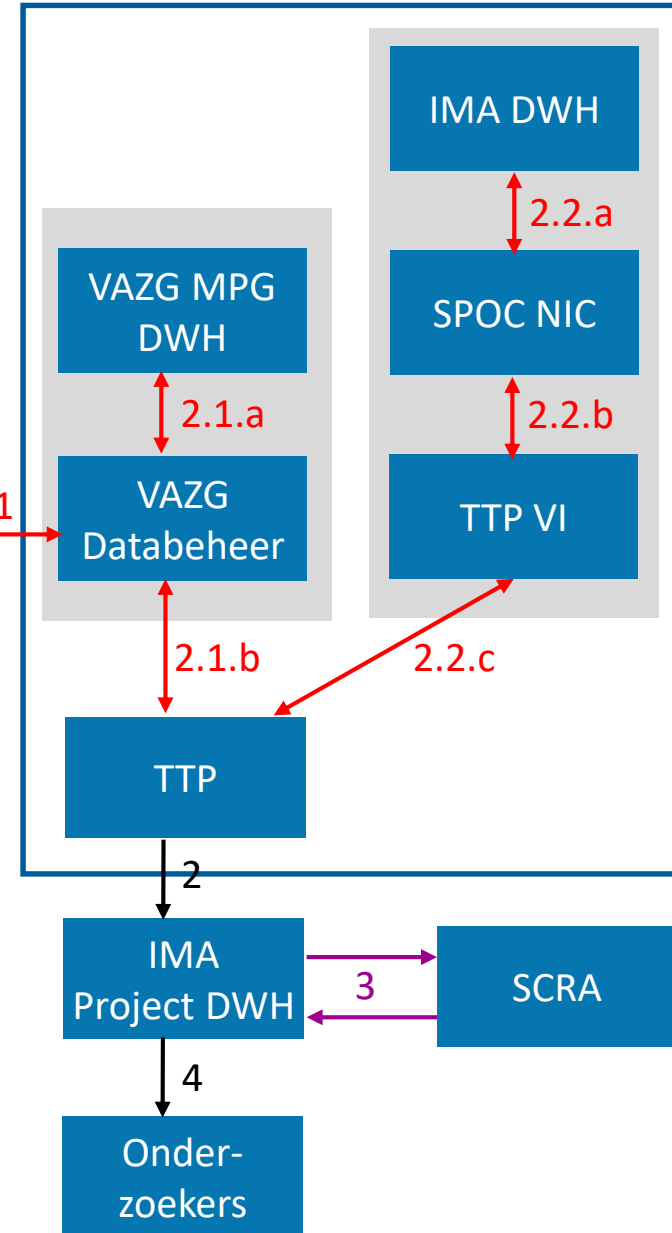 IMA DWH
2.2.a
VAZG MPG
DWH
SPOC NIC
2.1.a
2.2.b
VAZG
Databeheer
TTP VI
1
2.1.b
2.2.c
TTP
2
IMA
Project DWH
3
SCRA
4
Onder-
zoekers